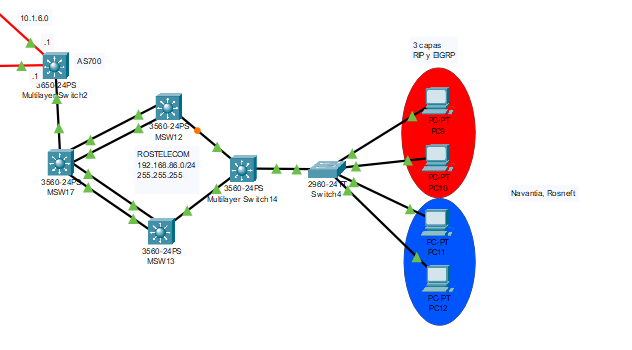 10.1.6.0
.1
AS700
.1
3650-24PS
Multilayer Switch2
3 capas
RIP y EIGRP
PC-PT
PC9
3560-24PS
MSW12
ROSTELECOM
192.168.86.0/24
255.255.255
3560-24PS
MSW17
3560-24PS
Multilayer Switch14
2960-24TT
Switch4
PC-PT
PC10
Navantia, Rosneft
PC-PT
PC11
3560-24PS
MSW13
PC-PT
PC12